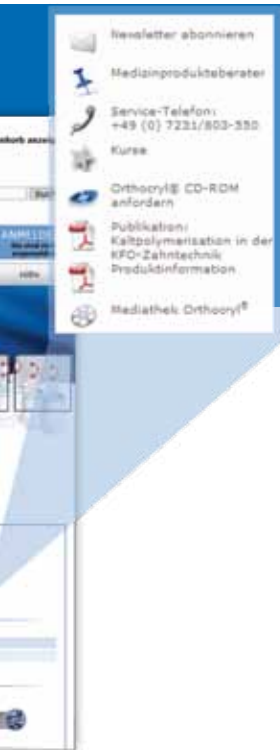 Newsletter abonnieren
Medizinprodukteberater
Service-Telefon:
+49 (0) 7231/803-550
Kurse
Orthocryl® CD-ROM
anfordern
Publikation:
Kaltpolymerisation in der
KFO-Zahntechnik
Produktinformation
Mediathek Orthocryl®